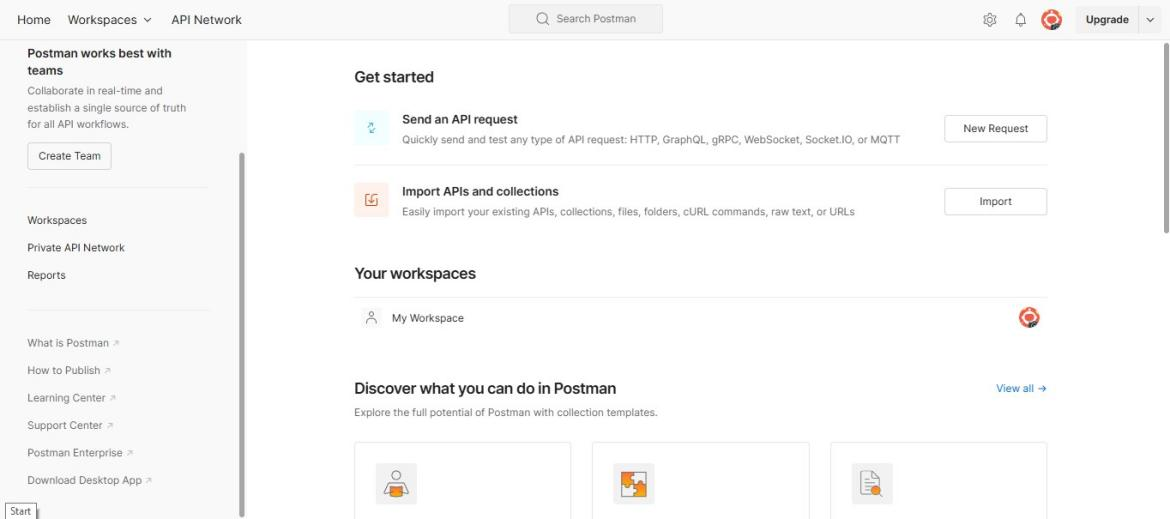 Home Workspaces API Network Search Postman Upgrade
Postman works best with
teams
Collaborate in real-time and
establish a single source of truth
for all API workflows.
Create Team
Workspaces
Private API Network
Reports
What is Postman ↗
How to Publish ↗
Learning Center ↗
Support Center ↗
Postman Enterprise ↗
Download Desktop App ↗
Start
Get started
Send an API request
Quickly send and test any type of API request: HTTP, GraphQL, gRPC, WebSocket, Socket.IO, or MQTT
New Request
Import APIs and collections
Easily import your existing APIs, collections, files, folders, cURL commands, raw text, or URLs
Import
Your workspaces
My Workspace
Discover what you can do in Postman
View all →
Explore the full potential of Postman with collection templates.